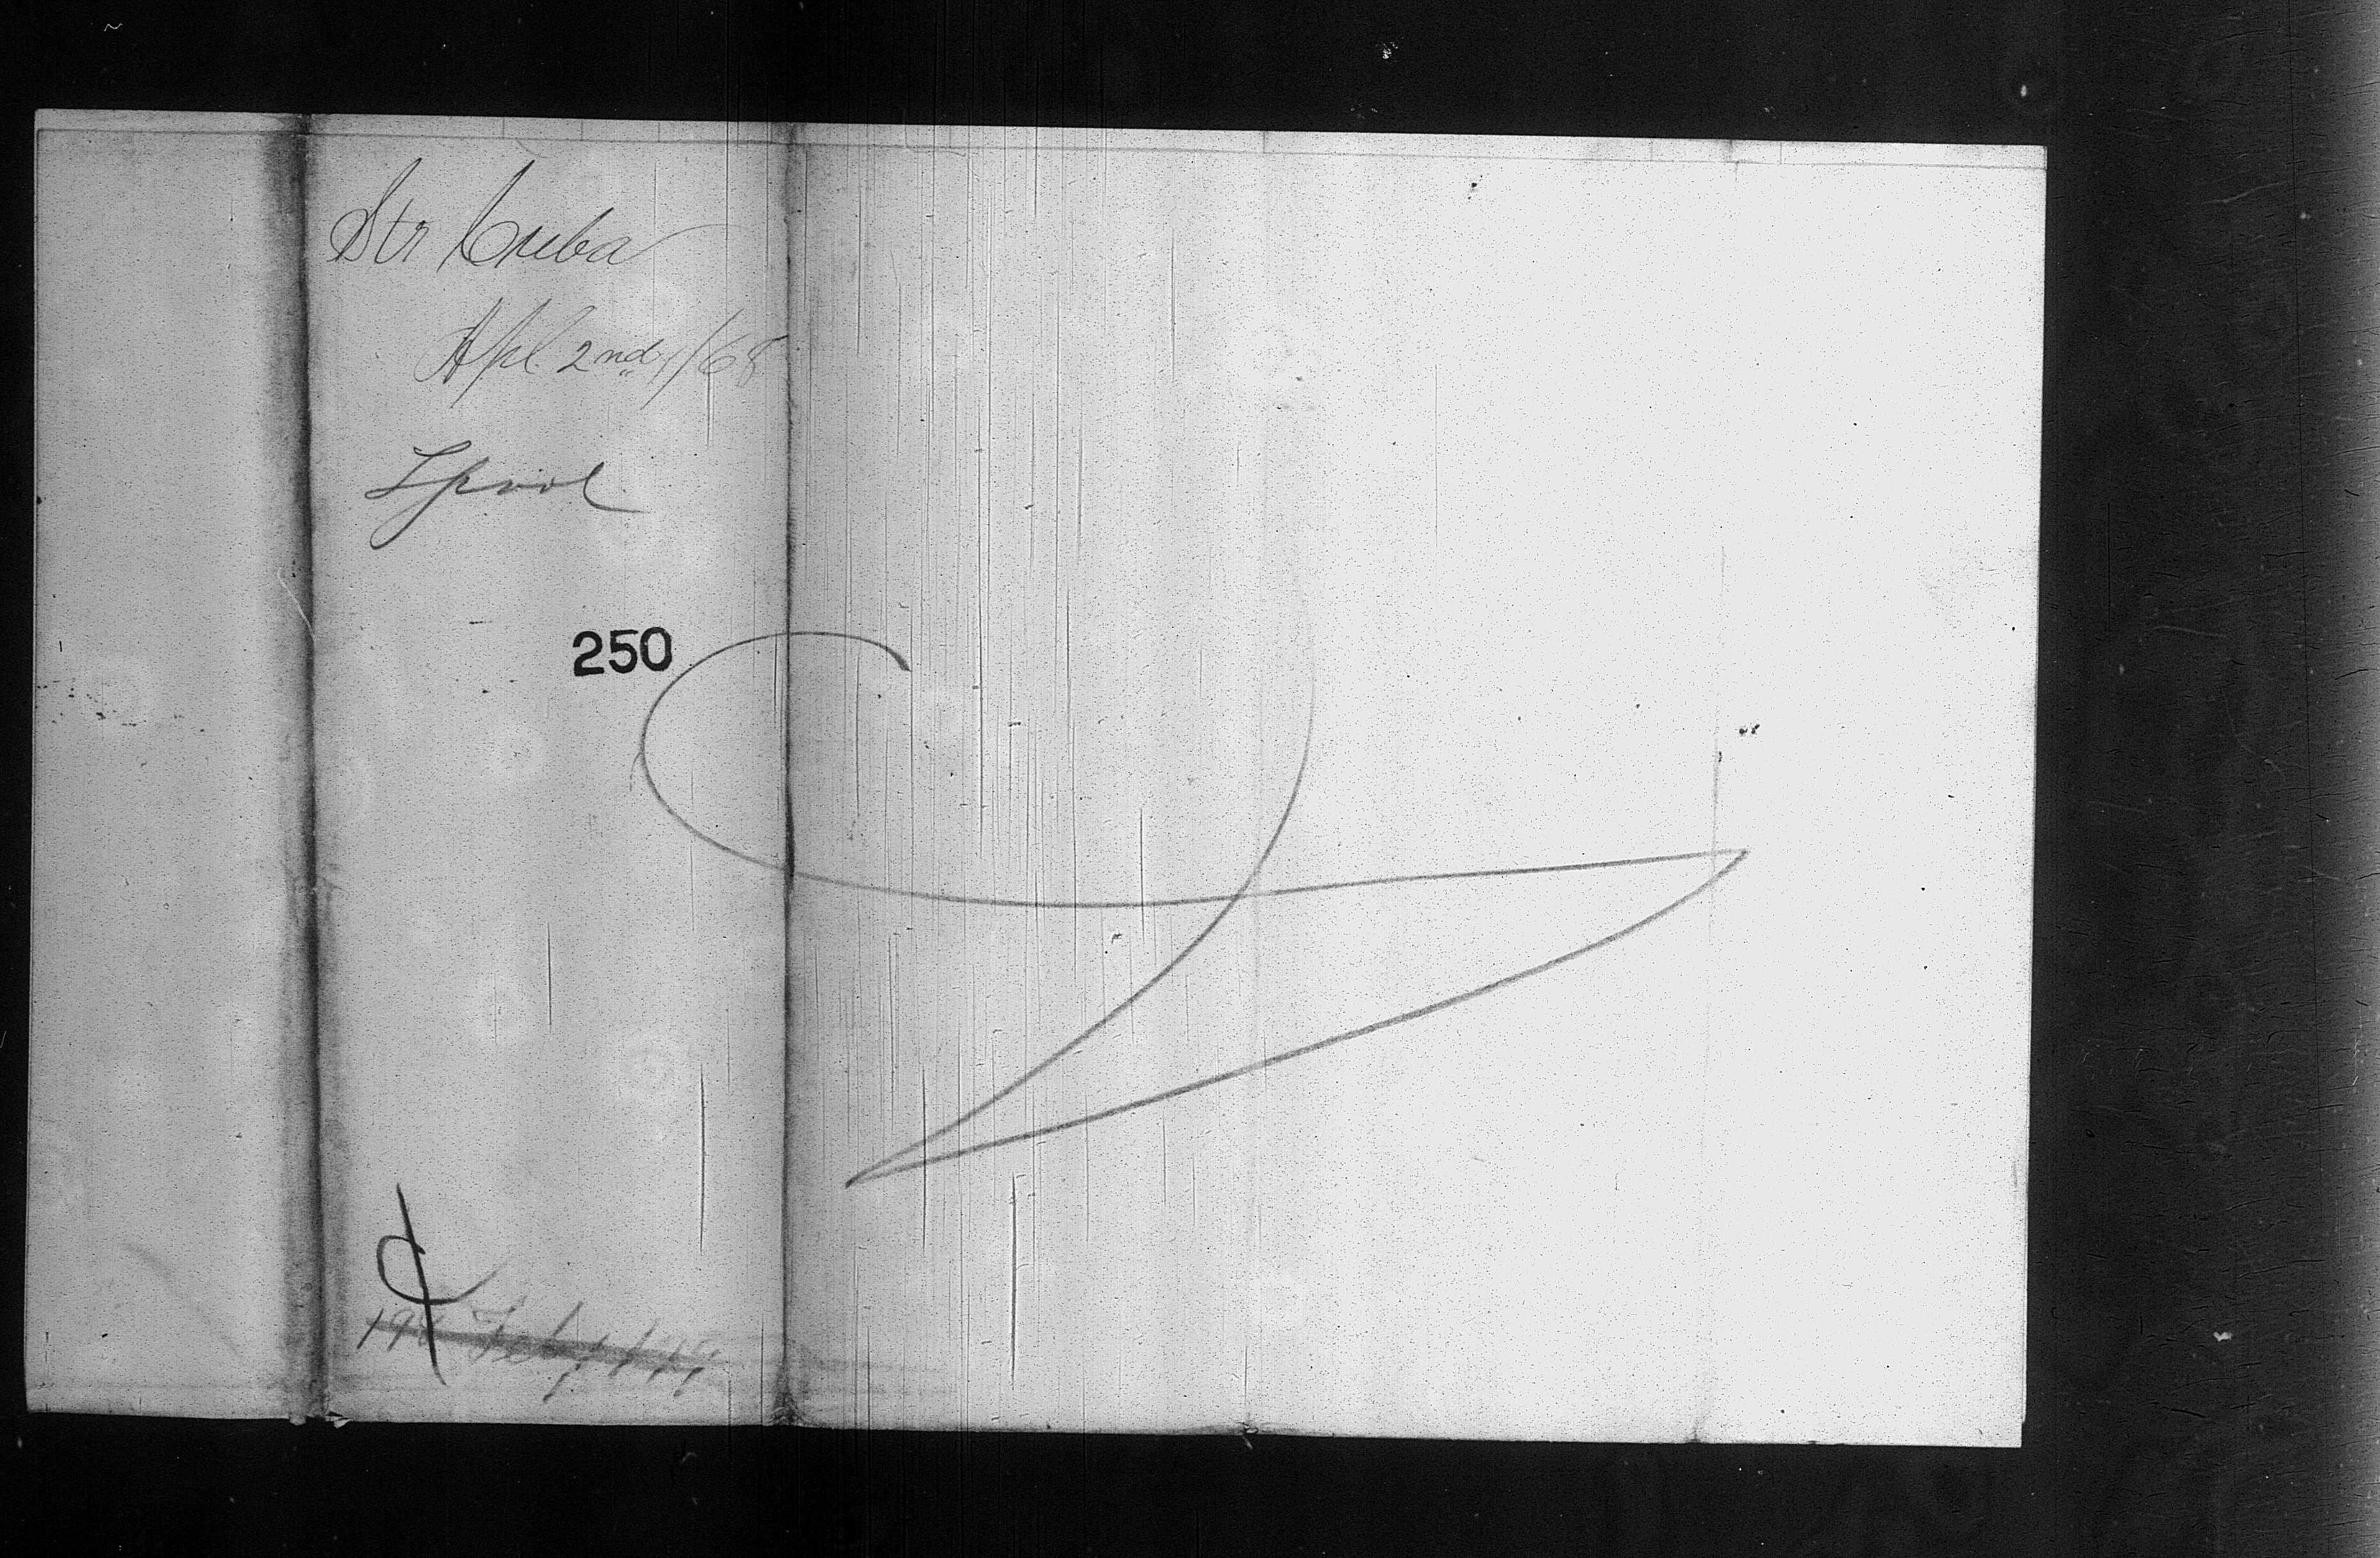 Str Cuba
Apl. 2nd, /68
Lpool
250